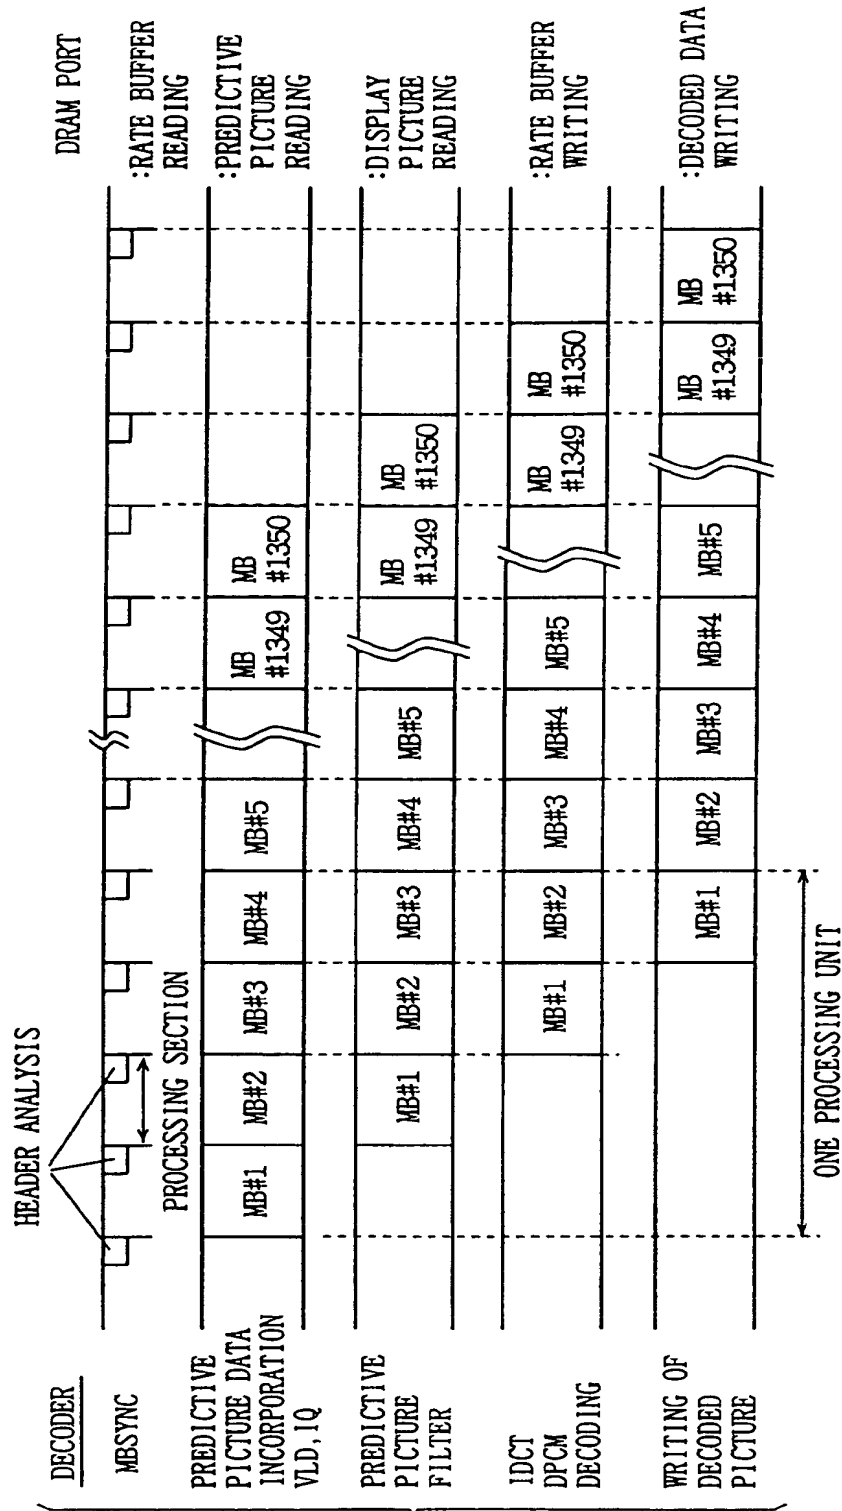 HEADER ANALYSIS
DECODER
DRAM PORT
MBSYNC
PROCESSING SECTION
:RATE BUFFER
READING
PREDICTIVE
PICTURE DATA
INCORPORATION
VLD, IQ
MB#1
MB#2
MB#3
MB#4
MB#5
MB
#1349
MB
#1350
:PREDICTIVE
PICTURE
READING
PREDICTIVE
PICTURE
FILTER
MB#1
MB#2
MB#3
MB#4
MB#5
MB
#1349
MB
#1350
:DISPLAY
PICTURE
READING
IDCT
DPCM
DECODING
MB#1
MB#2
MB#3
MB#4
MB#5
MB
#1349
MB
#1350
:RATE BUFFER
WRITING
WRITING OF
DECODED
PICTURE
MB#1
MB#2
MB#3
MB#4
MB#5
MB
#1349
MB
#1350
:DECODED DATA
WRITING
ONE PROCESSING UNIT